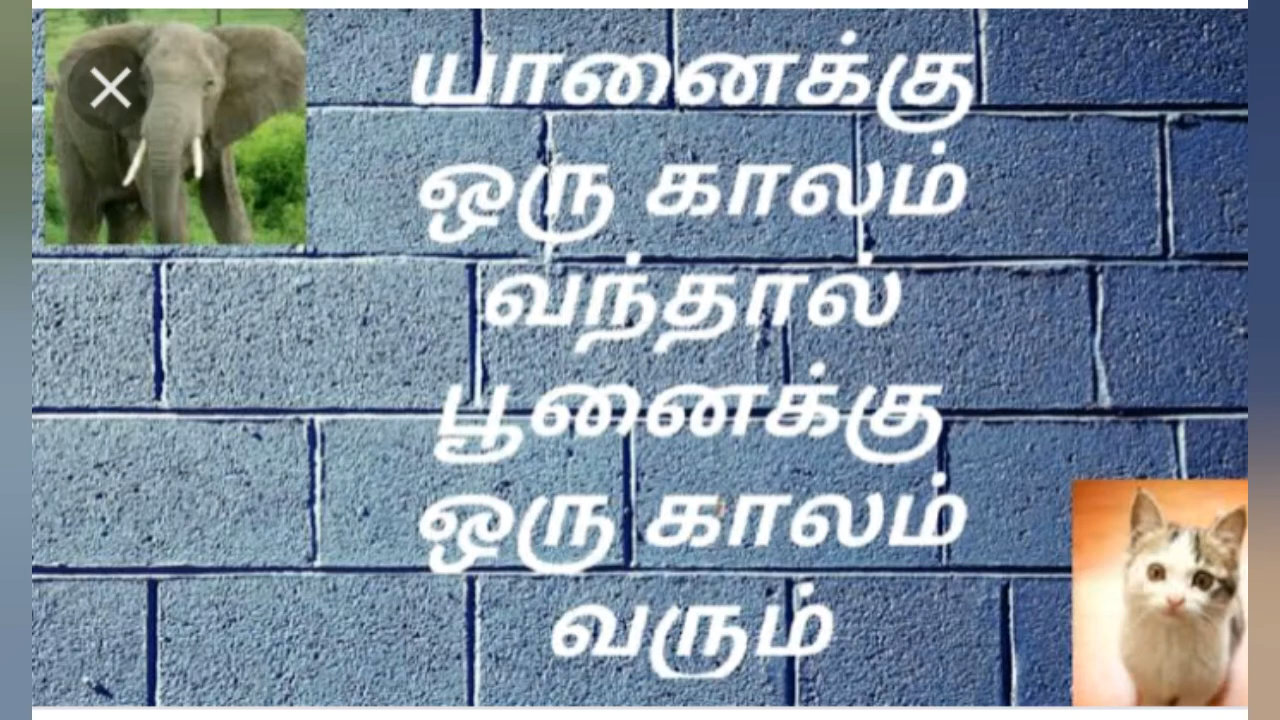 யானைக்கு
ஒரு காலம்
வந்தால்
பூனைக்கு
ஒரு காலம்
வரும்